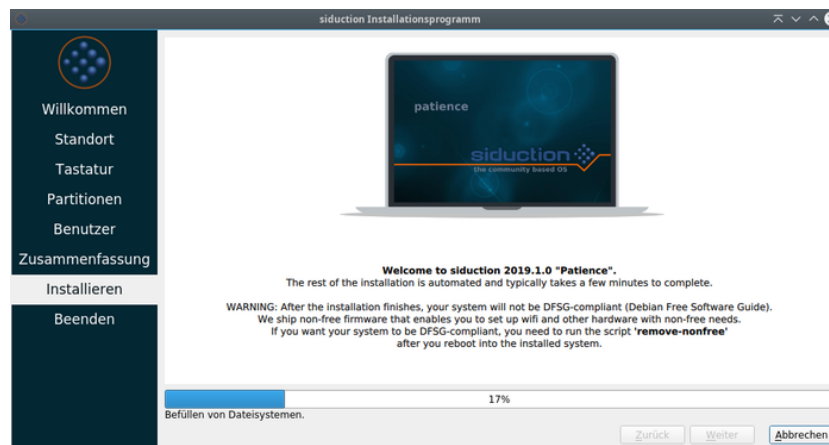 siduction Installationsprogramm
Willkommen
Standort
Tastatur
Partitionen
Benutzer
Zusammenfassung
Installieren
Beenden
patience
siduction
the community based OS
Welcome to siduction 2019.1.0 "Patience".
The rest of the installation is automated and typically takes a few minutes to complete.
WARNING: After the installation finishes, your system will not be DFSG-compliant (Debian Free Software Guide).
We ship non-free firmware that enables you to set up wifi and other hardware with non-free needs.
If you want your system to be DFSG-compliant, you need to run the script 'remove-nonfree'
after you reboot into the installed system.
17%
Befüllen von Dateisystemen.
Zurück
Weiter
Abbrechen